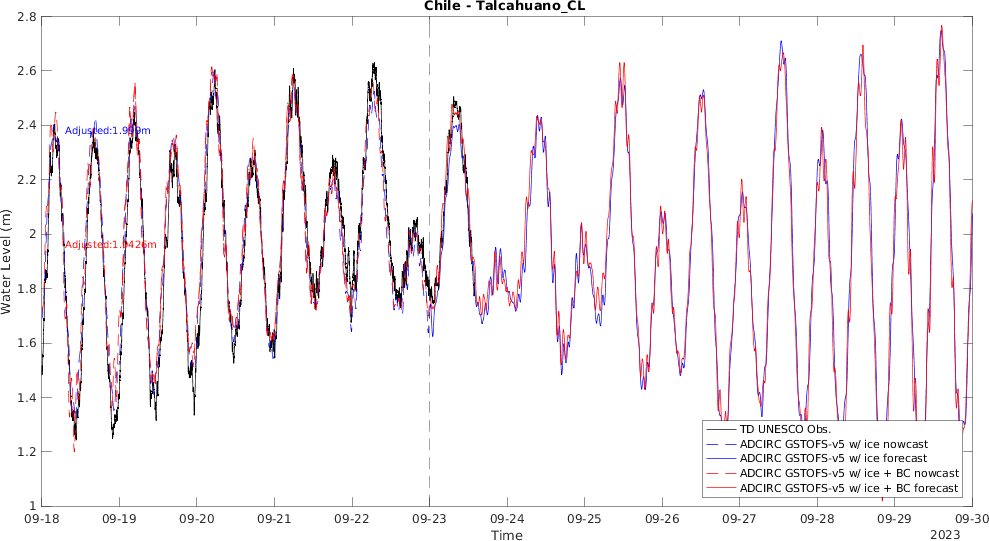 Chile - Talcahuano_CL
2.8
2.6
2.4
2.2
2
1.8
1.6
1.4
1.2
1
Water Level (m)
Adjusted:1.999m
Adjusted:1.9426m
TD UNESCO Obs.
ADCIRC GSTOFS-v5 w/ ice nowcast
ADCIRC GSTOFS-v5 w/ ice forecast
ADCIRC GSTOFS-v5 w/ ice + BC nowcast
ADCIRC GSTOFS-v5 w/ ice + BC forecast
09-18 09-19 09-20 09-21 09-22 09-23 09-24 09-25 09-26 09-27 09-28 09-29 09-30
Time
2023